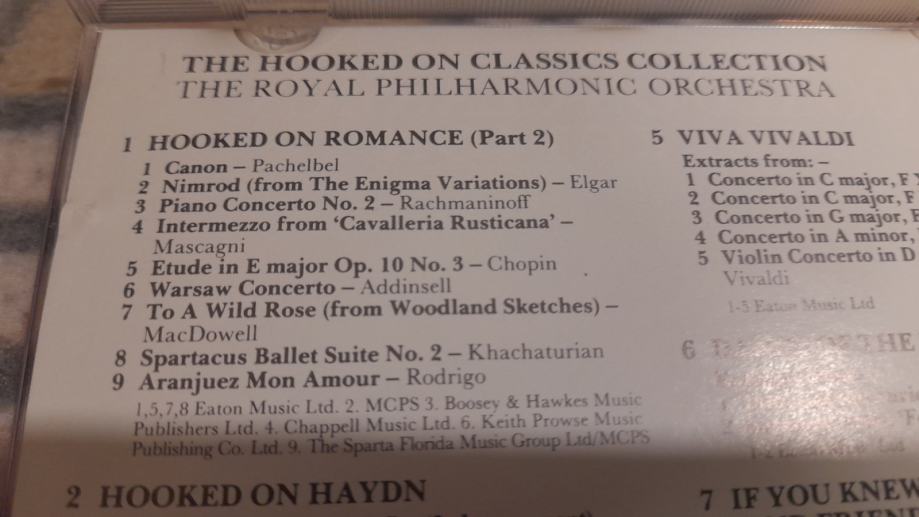 THE HOOKED ON CLASSICS COLLECTION
THE ROYAL PHILHARMONIC ORCHESTRA
1 HOOKED ON ROMANCE (Part 2)
1 Canon – Pachelbel
2 Nimrod (from The Enigma Variations) – Elgar
3 Piano Concerto No. 2 – Rachmaninoff
4 Intermezzo from ‘Cavalleria Rusticana’ –
Mascagni
5 Etude in E major Op. 10 No. 3 – Chopin
6 Warsaw Concerto – Addinsell
7 To A Wild Rose (from Woodland Sketches) –
MacDowell
8 Spartacus Ballet Suite No. 2 – Khachaturian
9 Aranjuez Mon Amour – Rodrigo
1,5,7,8 Eaton Music Ltd. 2. MCPS 3. Boosey & Hawkes Music
Publishers Ltd. 4. Chappell Music Ltd. 6. Keith Prowse Music
Publishing Co. Ltd. 9. The Sparta Florida Music Group Ltd/MCPS
2 HOOKED ON HAYDN
5 VIVA VIVALDI
Extracts from: –
1 Concerto in C major, F
2 Concerto in C major, F
3 Concerto in G major, F
4 Concerto in A minor,
5 Violin Concerto in D
Vivaldi
1-5 Eaton Music Ltd
6 THE
7 IF YOU KNEW